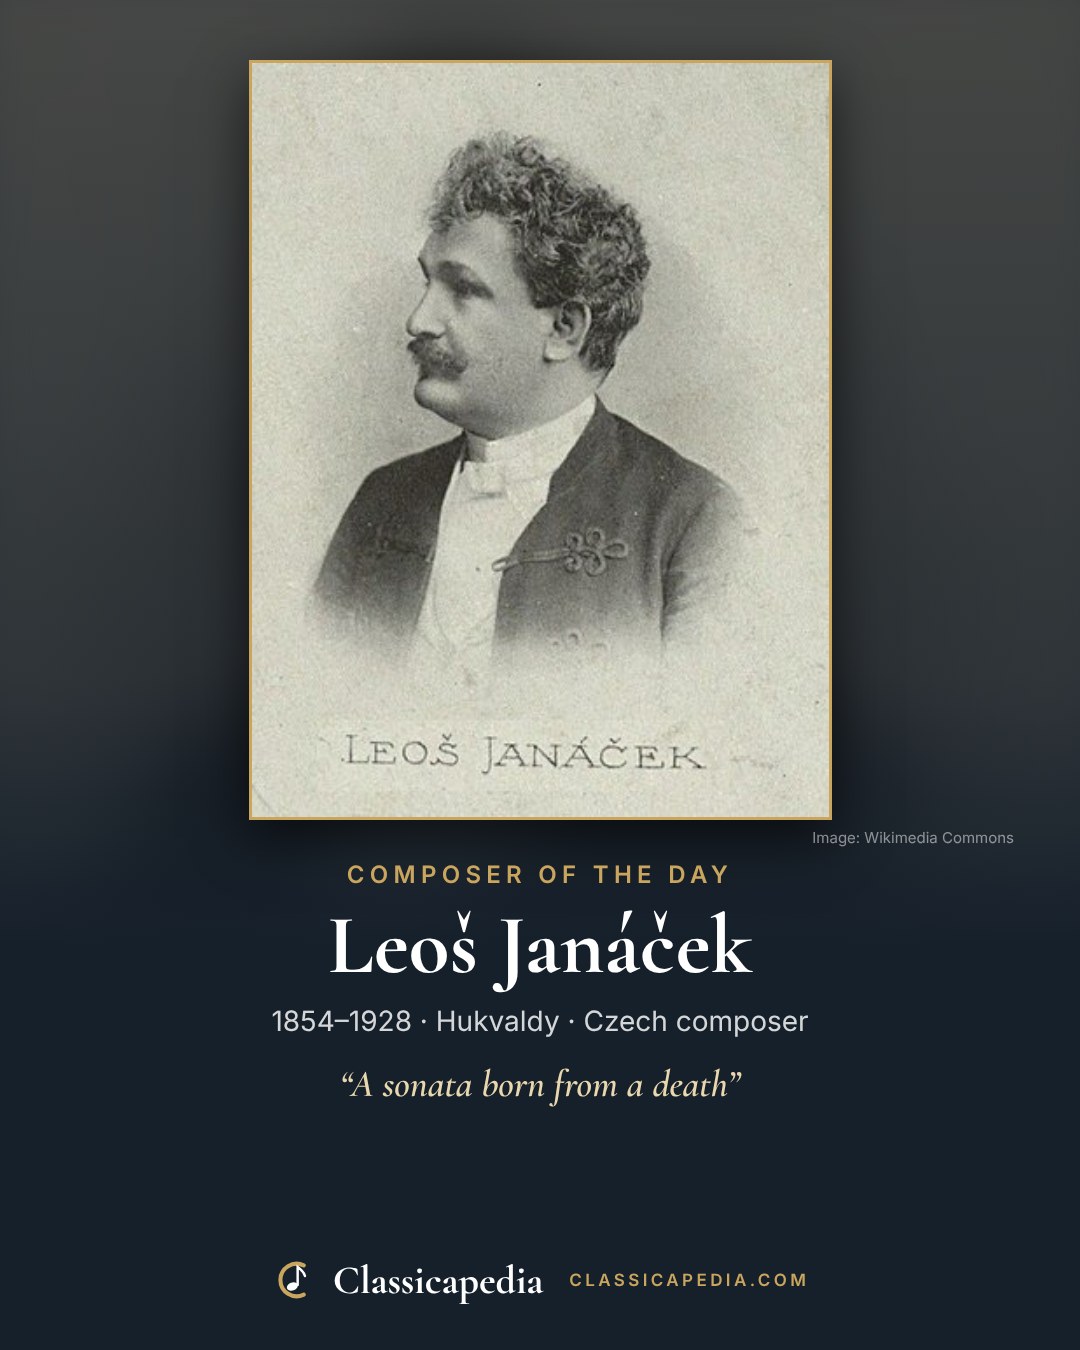 LEOŠ JANÁČEK
Image: Wikimedia Commons
COMPOSER OF THE DAY
Leoš Janáček
1854–1928 · Hukvaldy · Czech composer
“A sonata born from a death”
Classicapedia CLASSICAPEDIA.COM